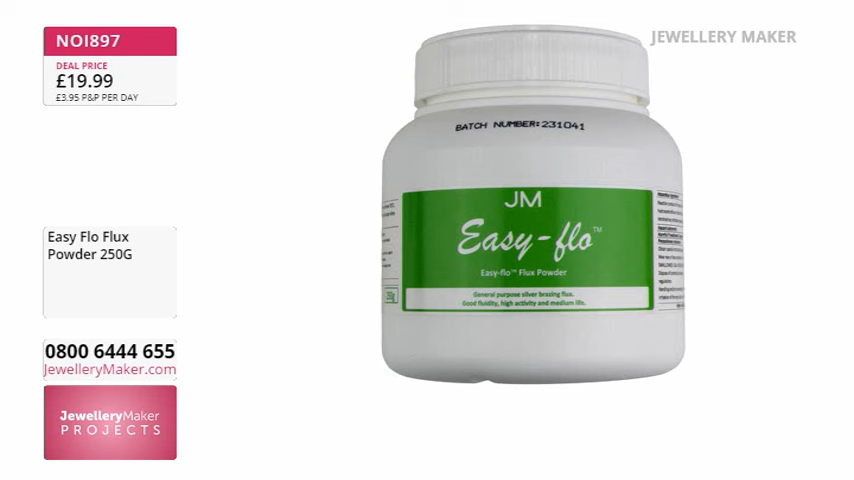 NOI897
DEAL PRICE
£19.99
£3.95 P&P PER DAY
Easy Flo Flux
Powder 250G
0800 6444 655
JewelleryMaker.com
JewelleryMaker
PROJECTS
JEWELLERY MAKER
BATCH NUMBER:231041
JM
Easy-flo™
Easy-flo™ Flux Powder
General purpose silver brazing flux.
Good fluidity, high activity and medium life.